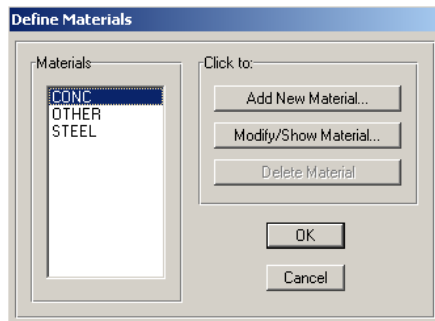 Define Materials
Materials
CONC
OTHER
STEEL
Click to:
Add New Material...
Modify/Show Material...
Delete Material
OK
Cancel